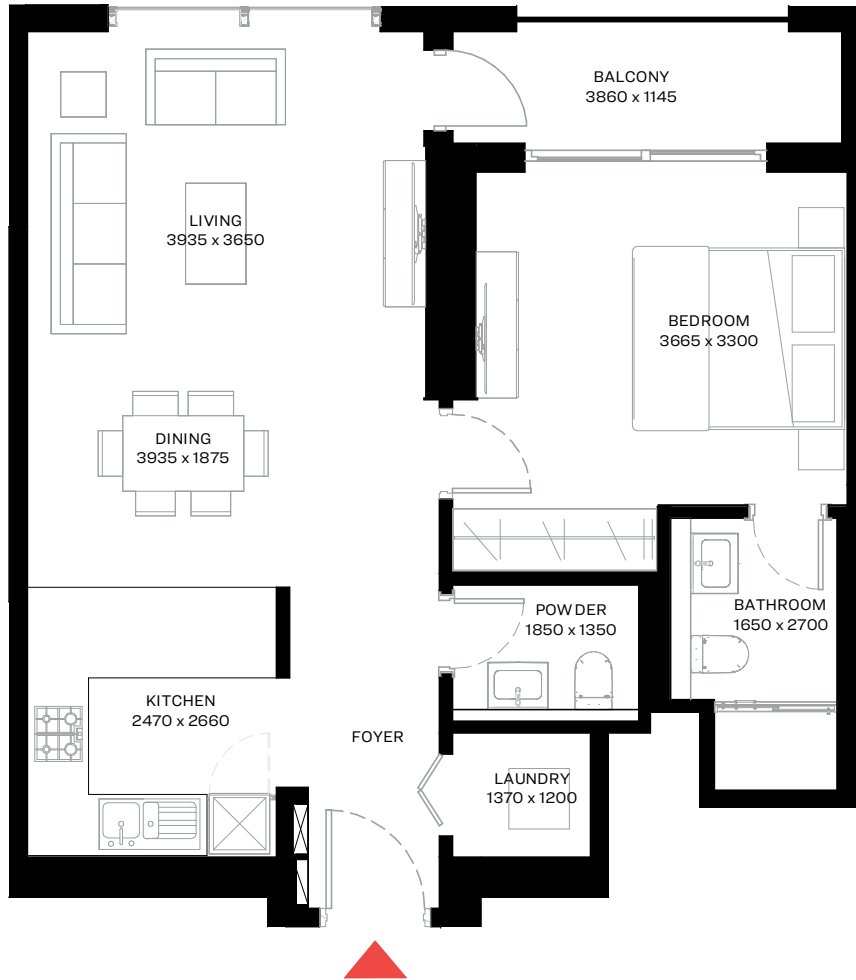 BALCONY
3860 x 1145
LIVING
3935 x 3650
BEDROOM
3665 x 3300
DINING
3935 x 1875
POWDER
1850 x 1350
BATHROOM
1650 x 2700
KITCHEN
2470 x 2660
FOYER
LAUNDRY
1370 x 1200